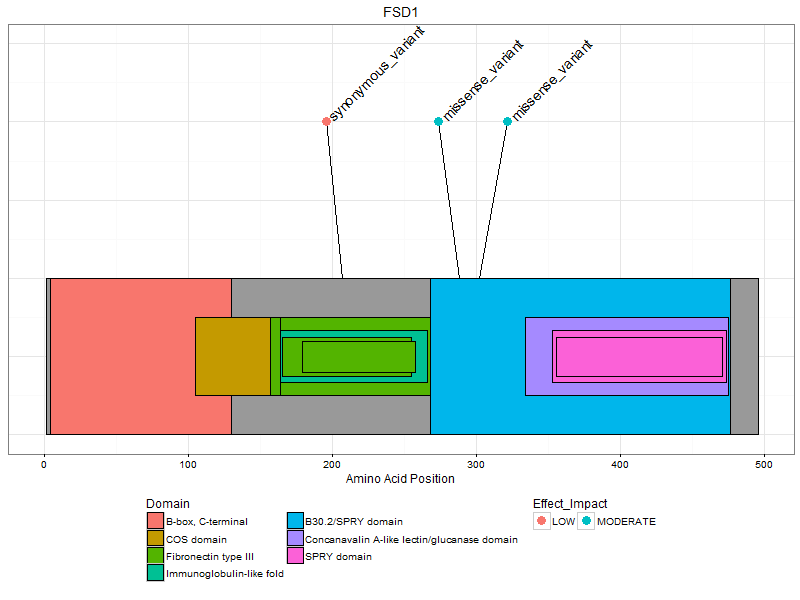 FSD1
synonymous_variant
missense_variant
missense_variant
0 100 200 300 400 500
Amino Acid Position
Domain
B-box, C-terminal
COS domain
Fibronectin type III
Immunoglobulin-like fold
B30.2/SPRY domain
Concanavalin A-like lectin/glucanase domain
SPRY domain
Effect_Impact
LOW MODERATE